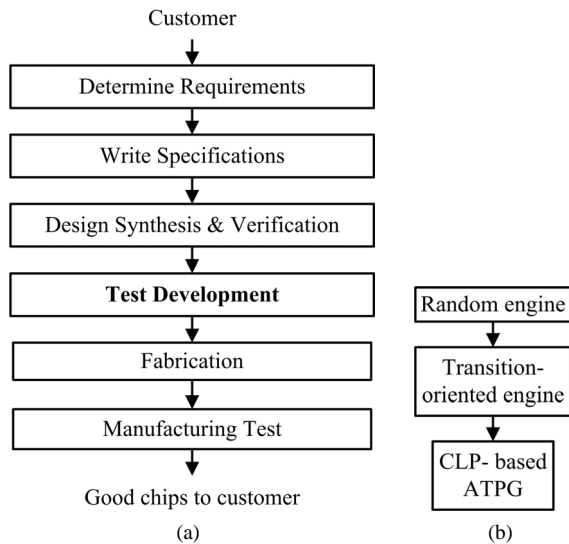 Customer
Determine Requirements
Write Specifications
Design Synthesis & Verification
Test Development
Fabrication
Manufacturing Test
Good chips to customer
(a)
Random engine
Transition-
oriented engine
CLP- based
ATPG
(b)